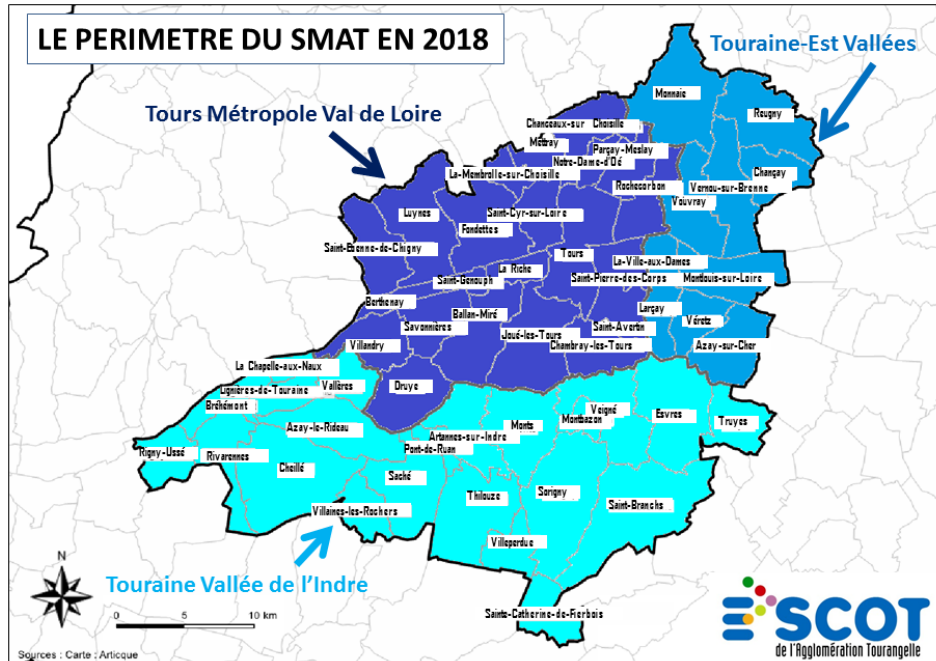 LE PERIMETRE DU SMAT EN 2018
Touraine-Est Vallées
Tours Métropole Val de Loire
Monnaie
Reugny
Chanceaux-sur Choisille
Mettray
Parçay-Meslay
Notre-Dame-d'Oé
La-Membrolle-sur-Choisille
Chançay
Rochecorbon
Vernou-sur-Brenne
Vouvray
Luynes
Saint-Cyr-sur-Loire
Fondettes
Saint-Etienne-de-Chigny
Tours
La-Ville-aux-Dames
La Riche
Saint-Genouph
Saint-Pierre-des-Corps
Montlouis-sur-Loire
Berthenay
Ballan-Miré
Larçay
Savonnières
Saint-Avertin
Véretz
Joué-les-Tours
Villandry
Chambray-les-Tours
Azay-sur-Cher
La Chapelle-aux-Naux
Vallères
Druye
Lignières-de-Touraine
Bréhémont
Veigné
Esvres
Montbazon
Truyes
Azay-le-Rideau
Monts
Artannes-sur-Indre
Pont-de-Ruan
Rigny-Ussé
Rivarennes
Cheillé
Saché
Thilouze
Sorigny
Saint-Branchs
Villaines-les-Rochers
Villeperdue
N
Touraine Vallée de l'Indre
Sainte-Catherine-de-Fierbois
0 5 10 km
SCOT
de l'Agglomération Tourangelle
Sources : Carte : Articque